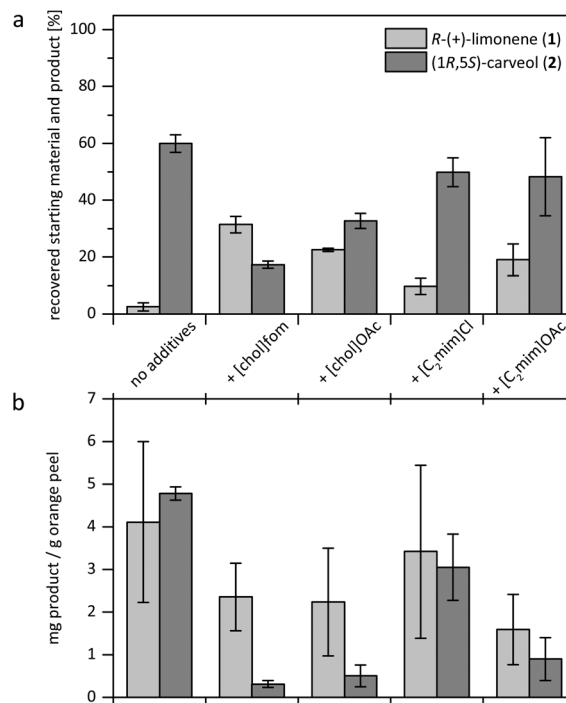 a
recovered starting material and product [%]
100
80
60
40
20
0
R-(+)-limonene (1)
(1R,5S)-carveol (2)
no additives
+ [chol]fom
+ [chol]OAc
+ [C2mim]Cl
+ [C2mim]OAc
b
mg product / g orange peel
7
6
5
4
3
2
1
0